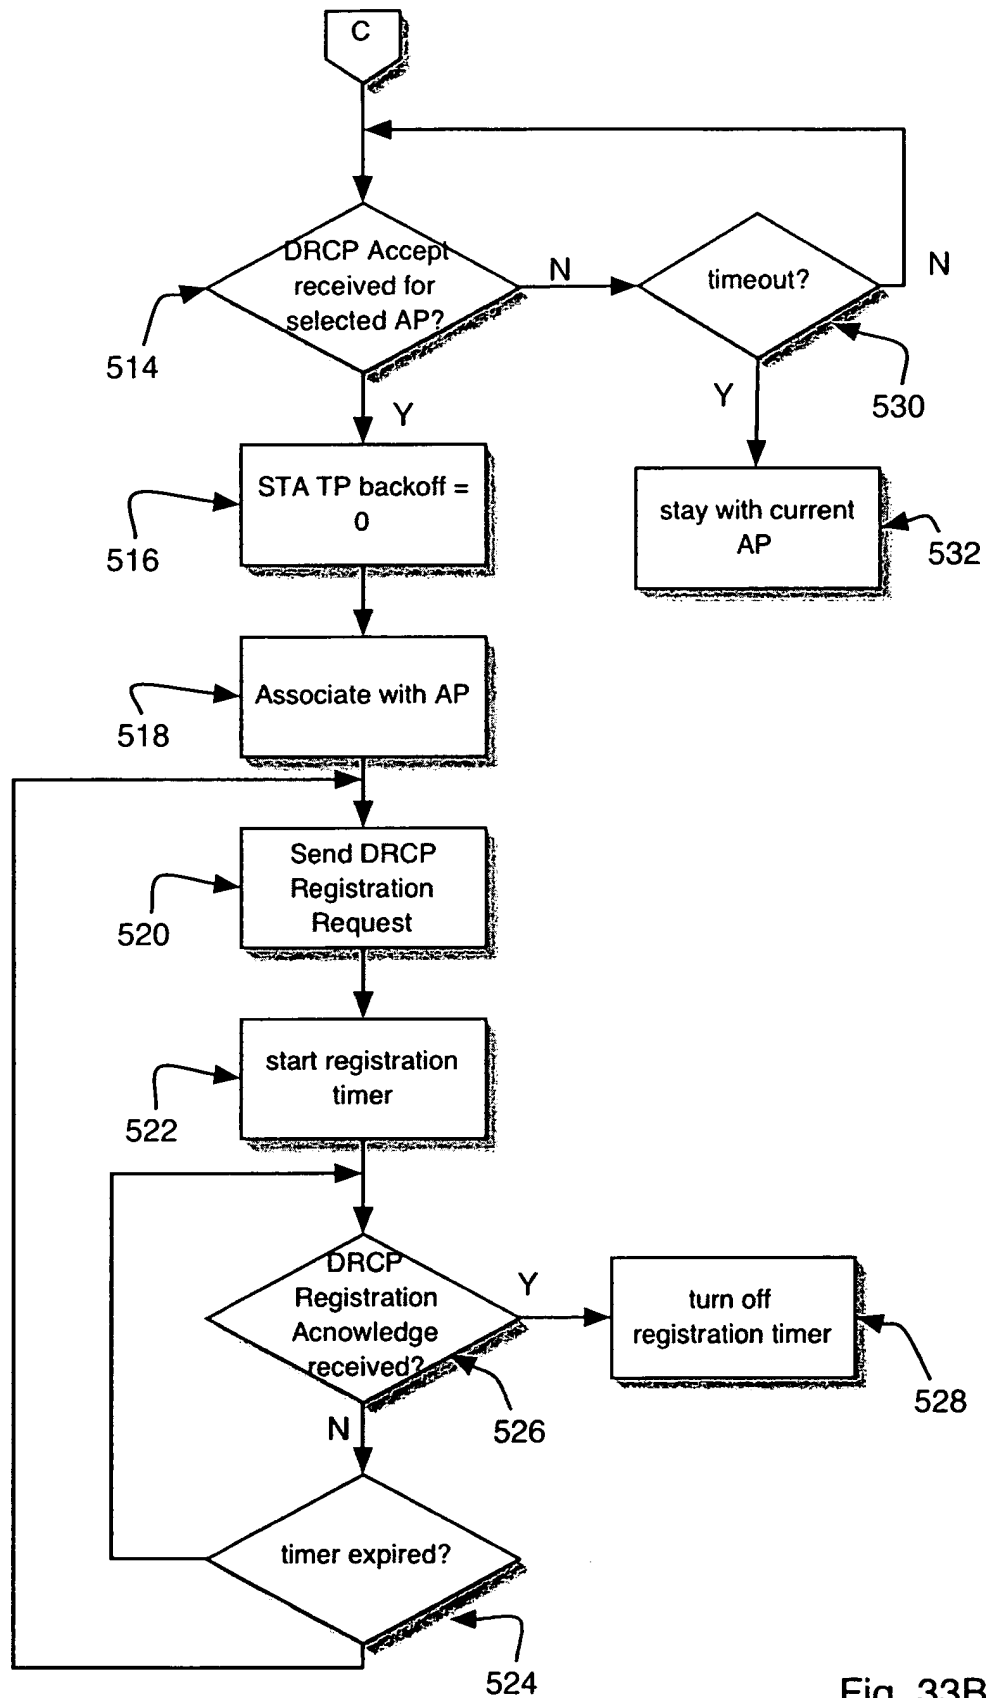 C
DRCP Accept
received for
selected AP?
N
timeout?
N
514
530
Y
Y
STA TP backoff =
0
516
stay with current
AP
532
Associate with AP
518
Send DRCP
Registration
Request
520
start registration
timer
522
DRCP
Registration
Acnowledge
received?
Y
turn off
registration timer
528
526
N
timer expired?
524
Fig. 33B